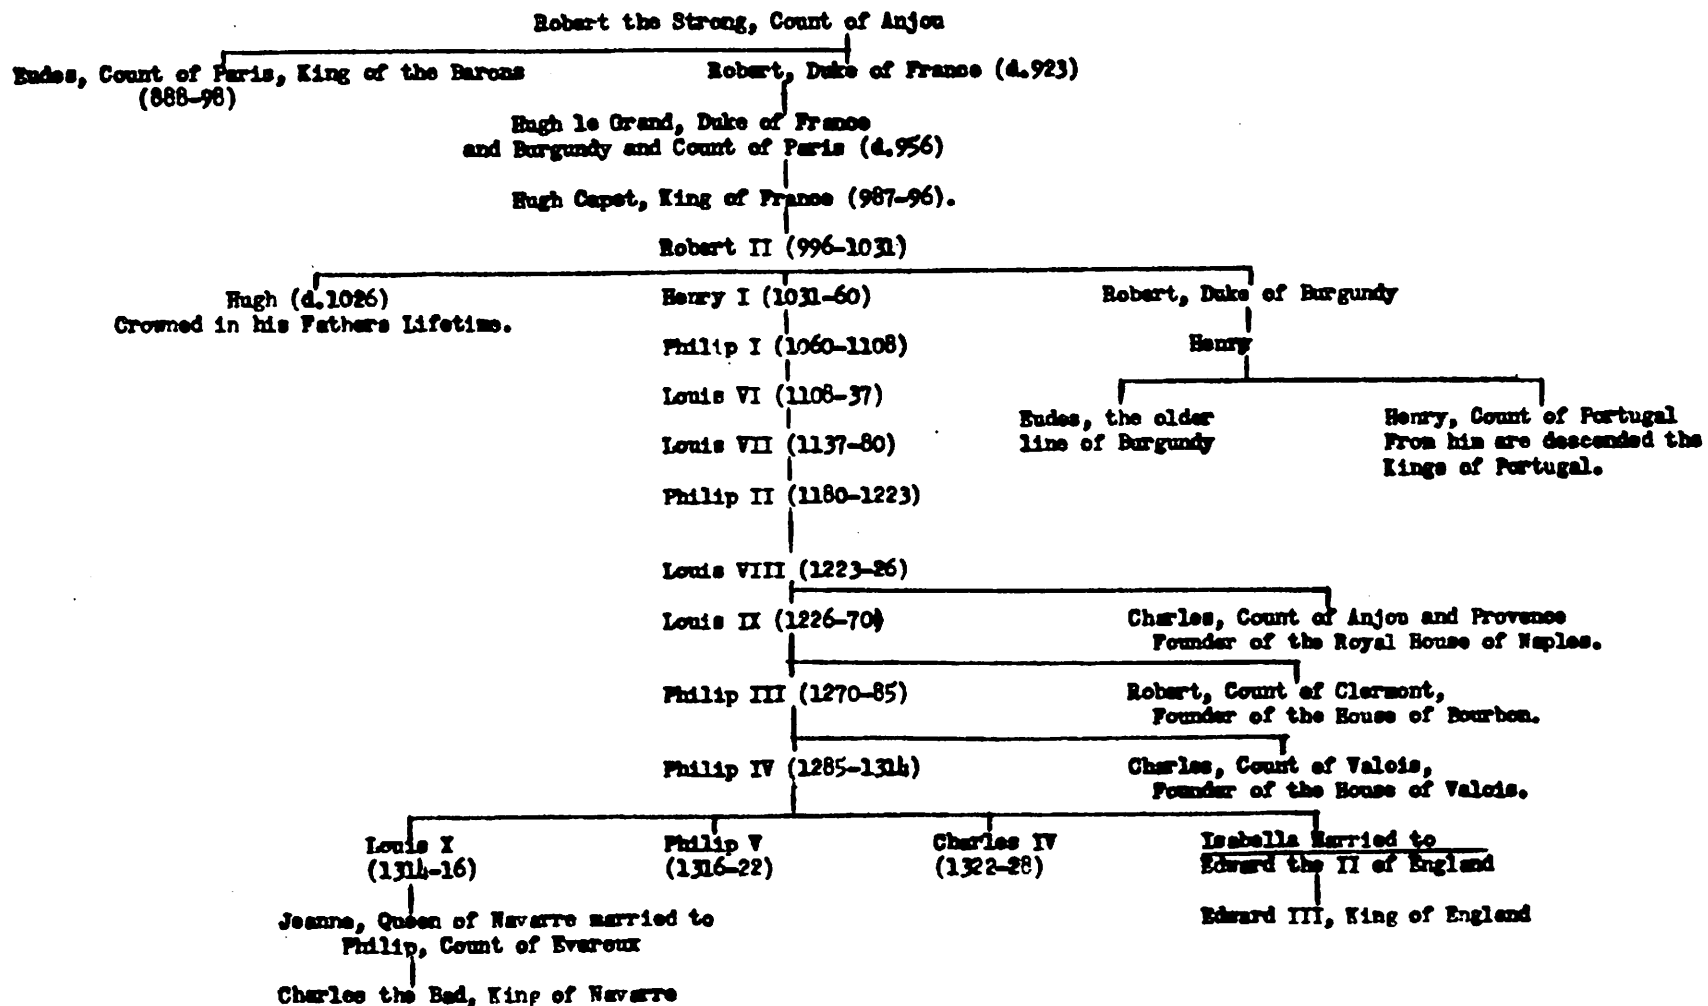 Robert the Strong, Count of Anjou
Eudes, Count of Paris, King of the Barons
(888-98)
Robert, Duke of France (d.923)
Hugh le Grand, Duke of France
and Burgundy and Count of Paris (d.956)
Hugh Capet, King of France (987-96).
Robert II (996-1031)
Hugh (d.1026)
Crowned in his Fathers Lifetime.
Henry I (1031-60)
Robert, Duke of Burgundy
Philip I (1060-1108)
Henry
Louis VI (1108-37)
Eudes, the older
line of Burgundy
Henry, Count of Portugal
From him are descended the
Kings of Portugal.
Louis VII (1137-80)
Philip II (1180-1223)
Louis VIII (1223-26)
Louis IX (1226-70)
Charles, Count of Anjou and Provence
Founder of the Royal House of Naples.
Philip III (1270-85)
Robert, Count of Clermont,
Founder of the House of Bourbon.
Philip IV (1285-1314)
Charles, Count of Valois,
Founder of the House of Valois.
Louis X
(1314-16)
Philip V
(1316-22)
Charles IV
(1322-28)
Isabella Married to
Edward the II of England
Jeanne, Queen of Navarre married to
Philip, Count of Evereux
Edward III, King of England
Charles the Bad, King of Navarre